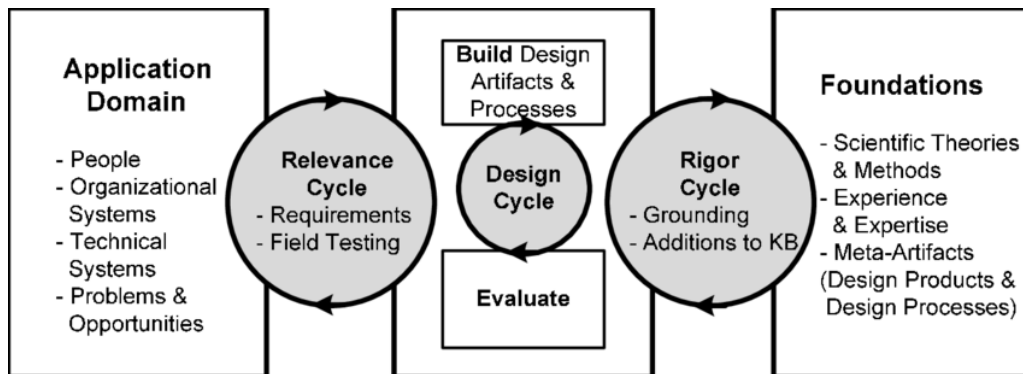 Application
Domain
- People
- Organizational
Systems
- Technical
Systems
- Problems &
Opportunities
Relevance
Cycle
- Requirements
- Field Testing
Build Design
Artifacts &
Processes
Design
Cycle
Evaluate
Rigor
Cycle
- Grounding
- Additions to KB
Foundations
- Scientific Theories
& Methods
- Experience
& Expertise
- Meta-Artifacts
(Design Products &
Design Processes)